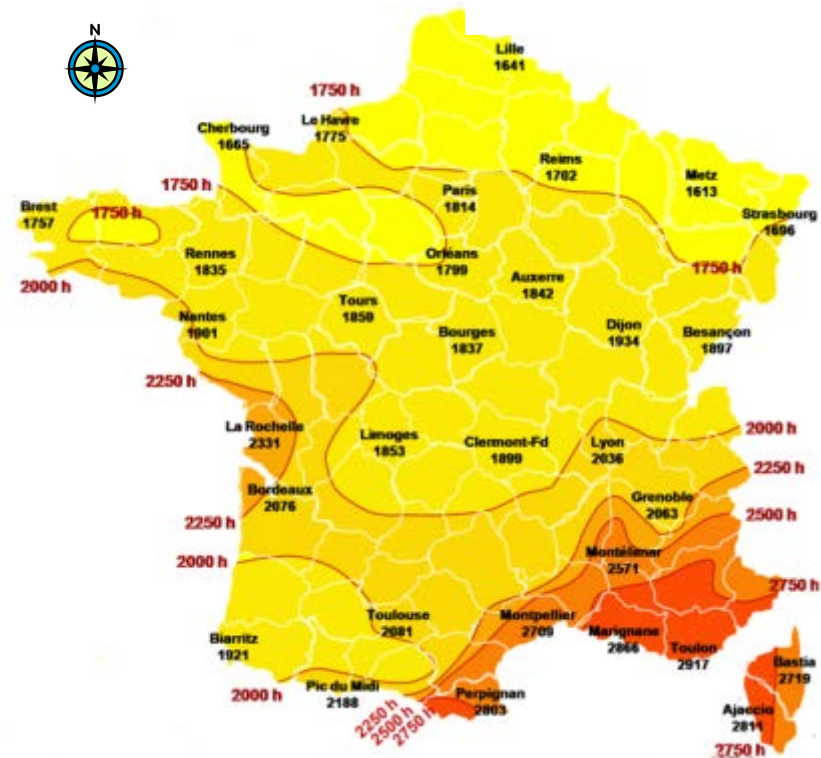 N
Lille
1641
1750 h
Le Havre
1775
Cherbourg
1665
Reims
1702
Metz
1613
Paris
1814
1750 h
Brest
1757
1750 h
Strasbourg
1696
Rennes
1835
Orléans
1799
1750 h
Auxerre
1842
2000 h
Tours
1859
Nantes
1901
Bourges
1837
Dijon
1934
Besançon
1897
2250 h
La Rochelle
2331
Limoges
1853
Clermont-Fd
1899
Lyon
2036
2000 h
2250 h
Bordeaux
2076
Grenoble
2063
2250 h
2500 h
2000 h
Montélimar
2571
2750 h
Toulouse
2081
Montpellier
2709
Biarritz
1921
Marignane
2866
Toulon
2917
Bastia
2719
2000 h
Pic du Midi
2188
Perpignan
2803
2250 h
2500 h
2750 h
Ajaccio
2811
2750 h